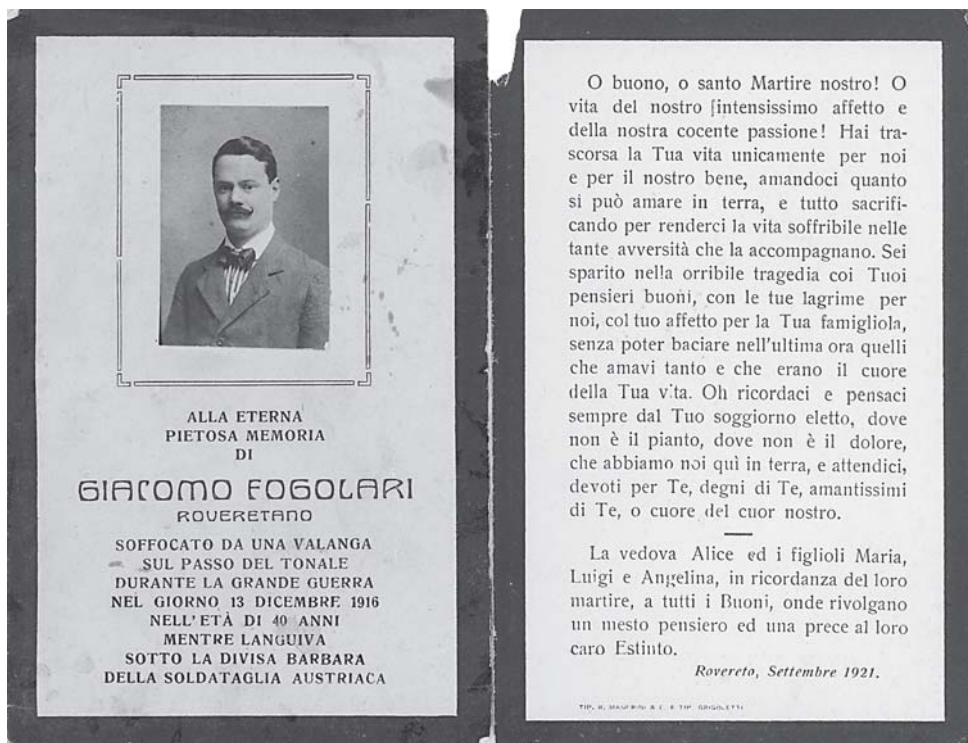 ALLA ETERNA
PIETOSA MEMORIA
DI
GIACOMO FOGOLARI
ROVERETANO
SOFFOCATO DA UNA VALANGA
SUL PASSO DEL TONALE
DURANTE LA GRANDE GUERRA
NEL GIORNO 13 DICEMBRE 1916
NELL'ETÀ DI 40 ANNI
MENTRE LANGUIVA
SOTTO LA DIVISA BARBARA
DELLA SOLDATAGLIA AUSTRIACA
O buono, o santo Martire nostro! O
vita del nostro intensissimo affetto e
della nostra cocente passione! Hai tra-
scorsa la Tua vita unicamente per noi
e per il nostro bene, amandoci quanto
si può amare in terra, e tutto sacrifi-
cando per renderci la vita soffribile nelle
tante avversità che la accompagnano. Sei
sparito nella orribile tragedia coi Tuoi
pensieri buoni, con le tue lagrime per
noi, col tuo affetto per la Tua famigliola,
senza poter baciare nell'ultima ora quelli
che amavi tanto e che erano il cuore
della Tua vita. Oh ricordaci e pensaci
sempre dal Tuo soggiorno eletto, dove
non è il pianto, dove non è il dolore,
che abbiamo noi quì in terra, e attendici,
devoti per Te, degni di Te, amantissimi
di Te, o cuore del cuor nostro.
La vedova Alice ed i figlioli Maria,
Luigi e Angelina, in ricordanza del loro
martire, a tutti i Buoni, onde rivolgano
un mesto pensiero ed una prece al loro
caro Estinto.
Rovereto, Settembre 1921.
TIP. R. MANFRINI & C. E TIP. GRIGOLETTI